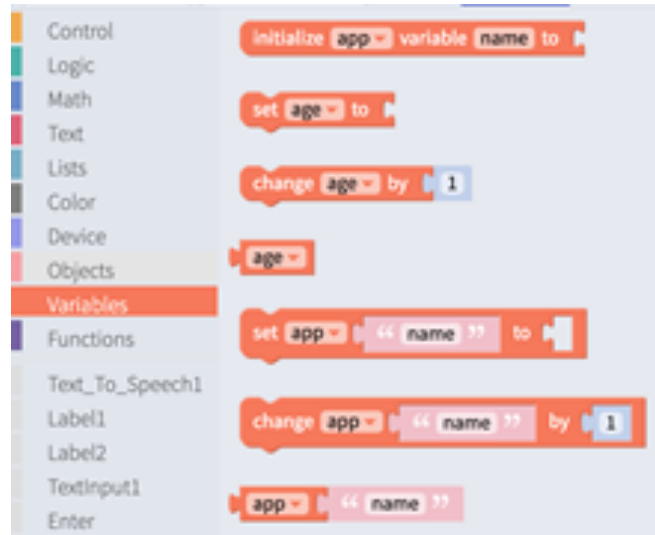 Control
Logic
Math
Text
Lists
Color
Device
Objects
Variables
Functions
Text_To_Speech1
Label1
Label2
TextInput1
Enter
initialize app variable name to
set age to
change age by 1
age
set app “ name ” to
change app “ name ” by 1
app “ name ”